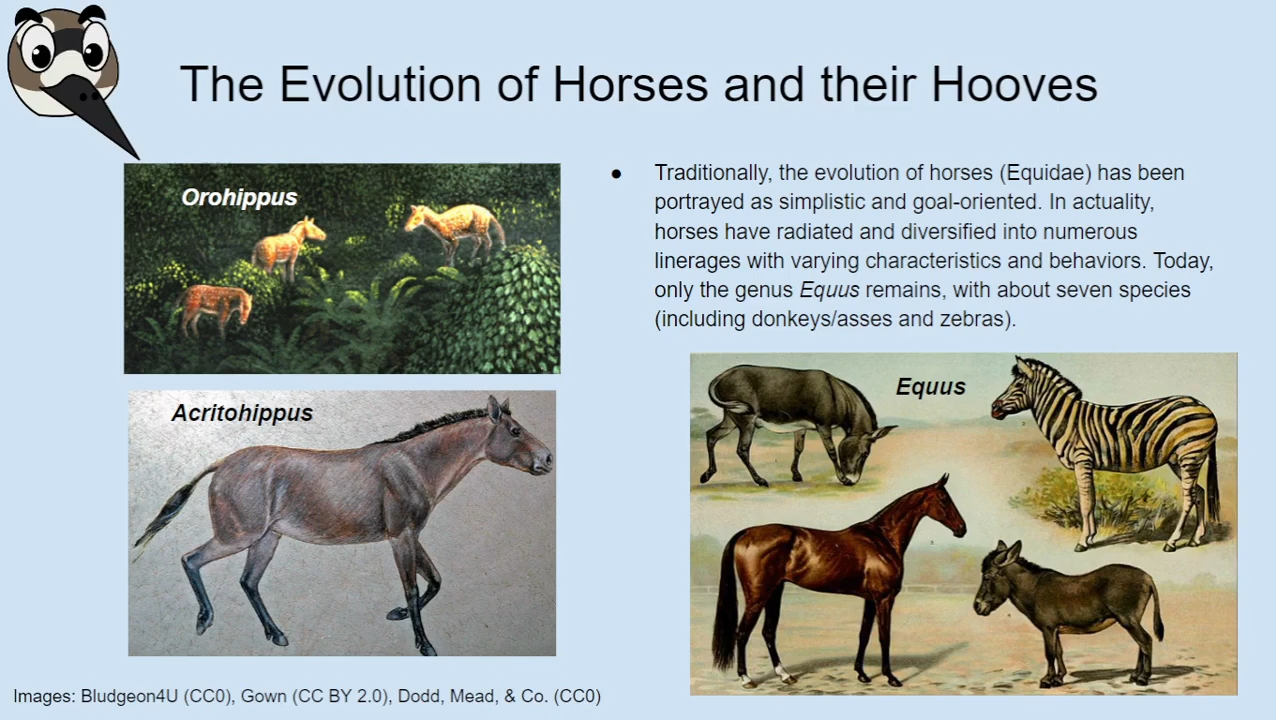 The Evolution of Horses and their Hooves
Orohippus
Acritohippus
Traditionally, the evolution of horses (Equidae) has been
portrayed as simplistic and goal-oriented. In actuality,
horses have radiated and diversified into numerous
linerages with varying characteristics and behaviors. Today,
only the genus Equus remains, with about seven species
(including donkeys/asses and zebras).
Equus
Images: Bludgeon4U (CC0), Gown (CC BY 2.0), Dodd, Mead, & Co. (CC0)